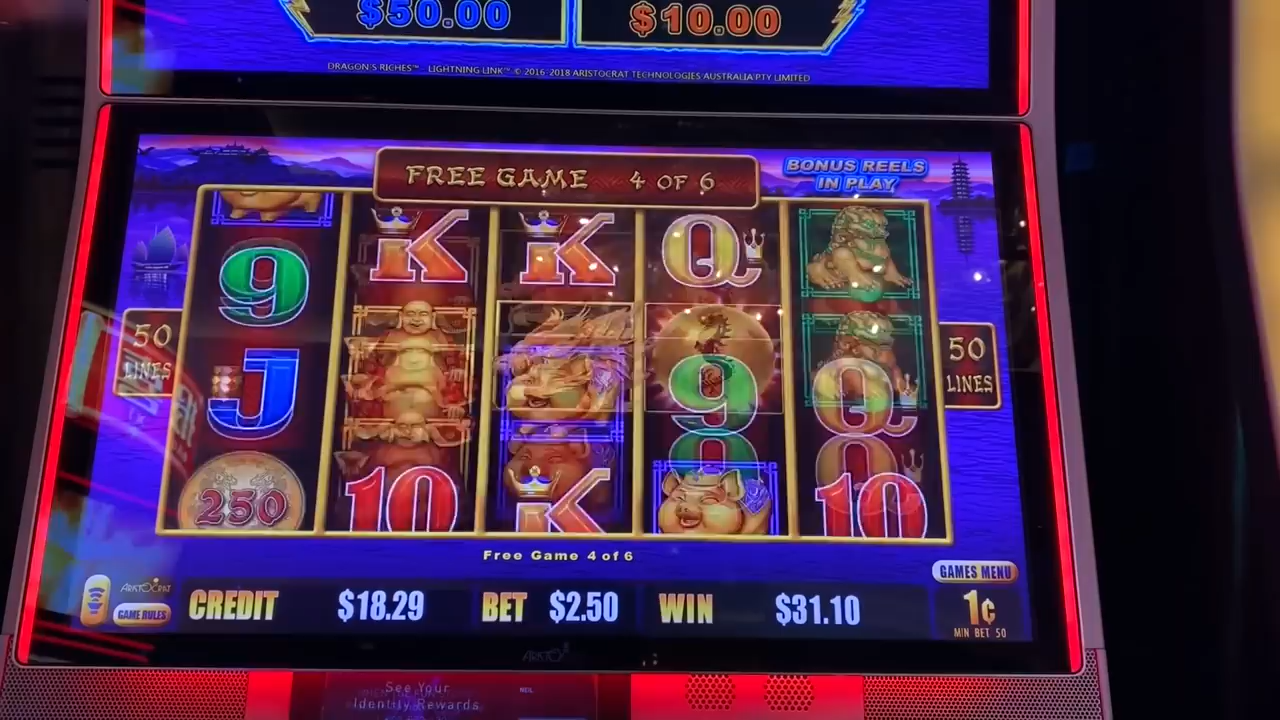 $50.00 $10.00
DRAGON'S RICHES™ LIGHTNING LINK™ © 2016-2018 ARISTOCRAT TECHNOLOGIES AUSTRALIA PTY LIMITED
FREE GAME 4 OF 6
BONUS REELS
IN PLAY
K K Q
9
50
LINES
50
LINES
J 9 Q
250 10 K 10
Free Game 4 of 6
GAMES MENU
ARISTOCRAT
GAME RULES
CREDIT $18.29 BET $2.50 WIN $31.10
1¢
MIN BET 50
See Your
Identity Rewards